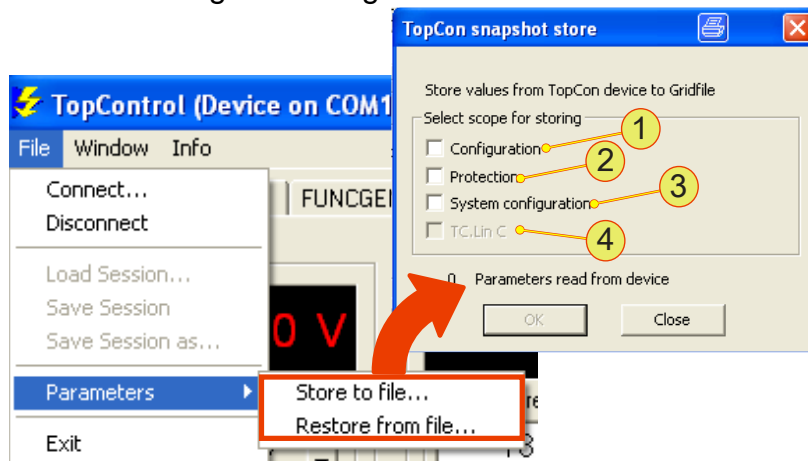 TopCon snapshot store
Store values from TopCon device to Gridfile
Select scope for storing
Configuration
1
Protection
2
System configuration
3
TC.Lin C
4
0 Parameters read from device
OK Close
TopControl (Device on COM1
File Window Info
Connect...
FUNCGE
Disconnect
Load Session...
Save Session
0 V
Save Session as...
Parameters
Store to file...
Restore from file...
Exit